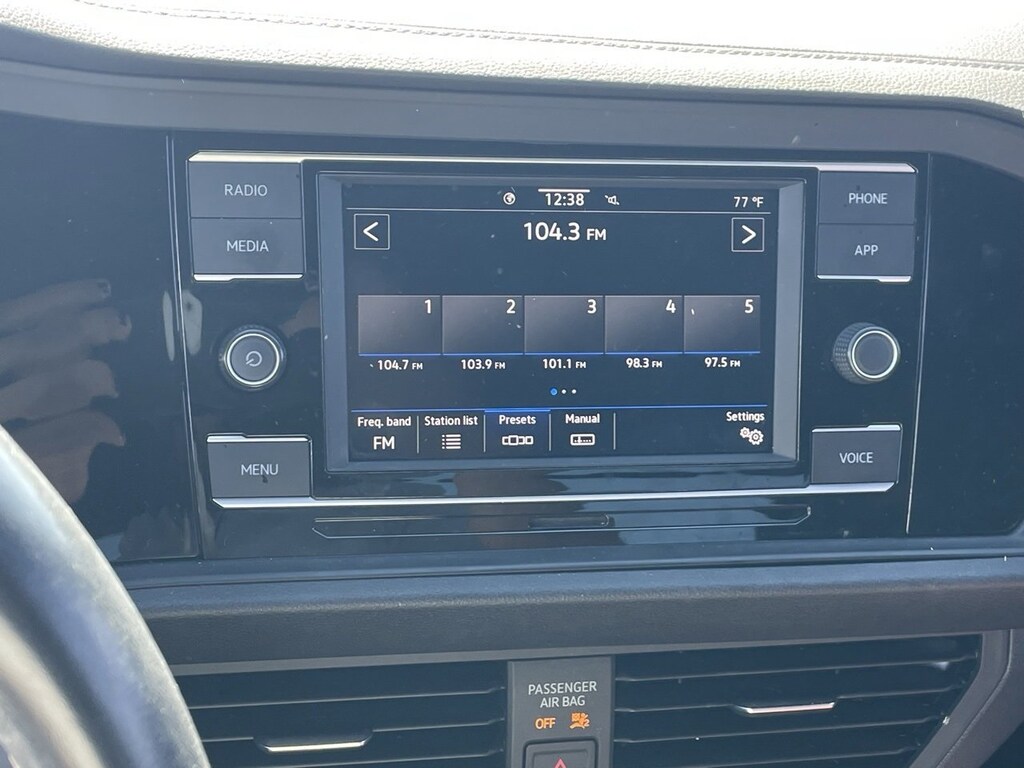 RADIO
MEDIA
PHONE
APP
12:38
77 °F
<
104.3 FM
>
1 2 3 4 5
104.7 FM 103.9 FM 101.1 FM 98.3 FM 97.5 FM
Freq. band Station list Presets Manual Settings
FM
MENU
VOICE
PASSENGER
AIR BAG
OFF